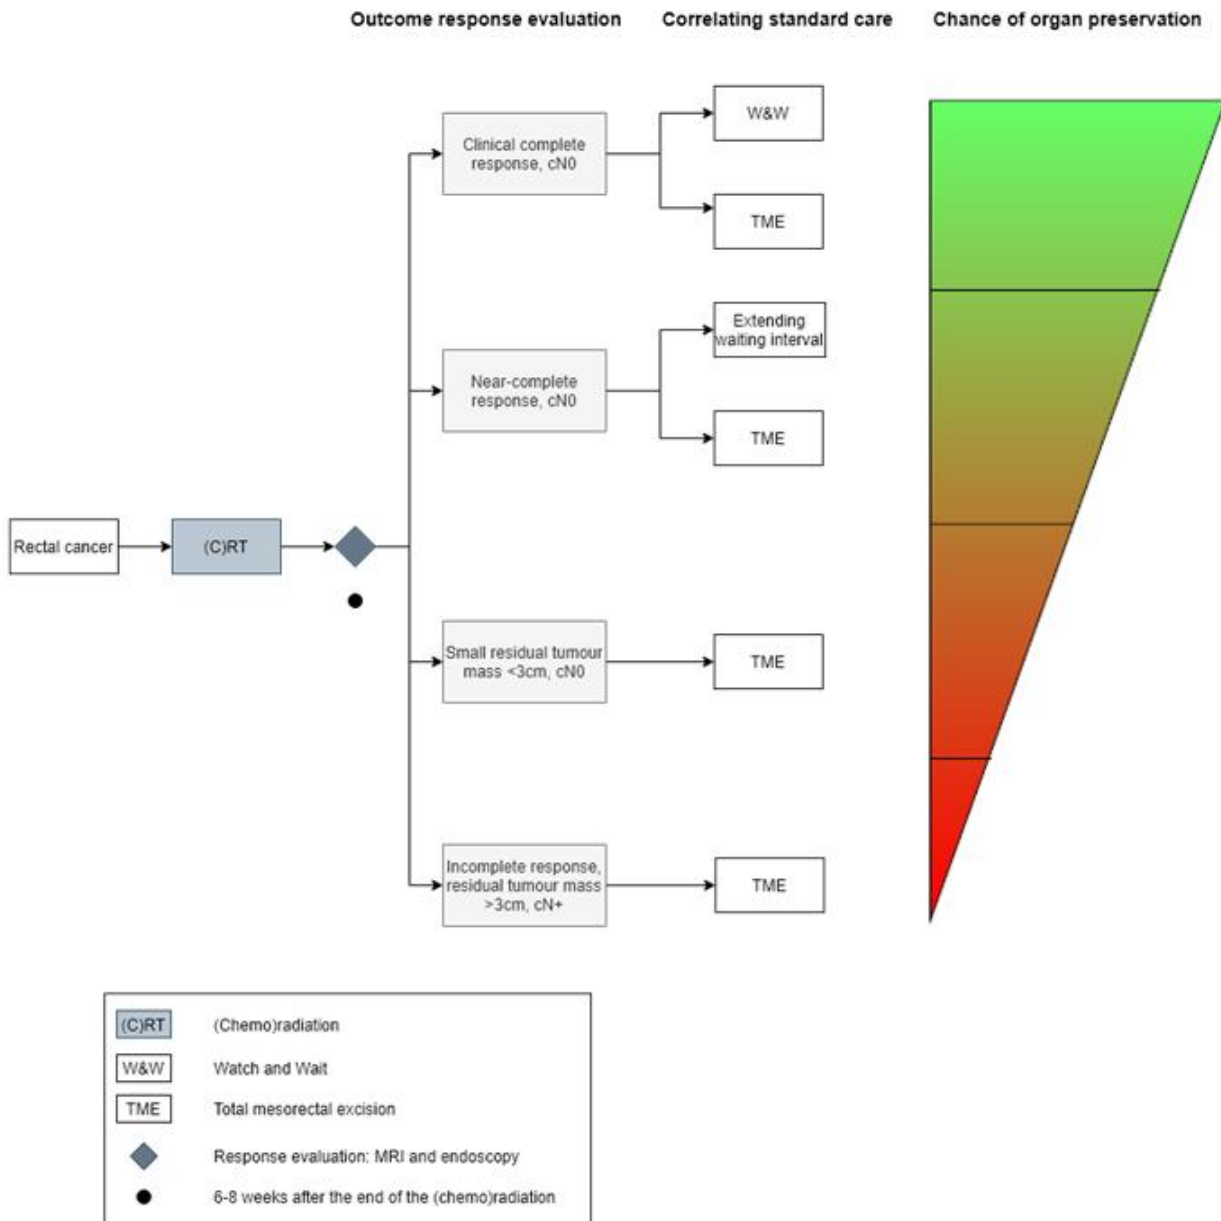 Outcome response evaluation
Correlating standard care
Chance of organ preservation
Clinical complete
response, cN0
W&W
TME
Near-complete
response, cN0
Extending
waiting interval
TME
Rectal cancer
(C)RT
Small residual tumour
mass <3cm, cN0
TME
Incomplete response,
residual tumour mass
>3cm, cN+
TME
(C)RT (Chemo)radiation
W&W Watch and Wait
TME Total mesorectal excision
Response evaluation: MRI and endoscopy
6-8 weeks after the end of the (chemo)radiation